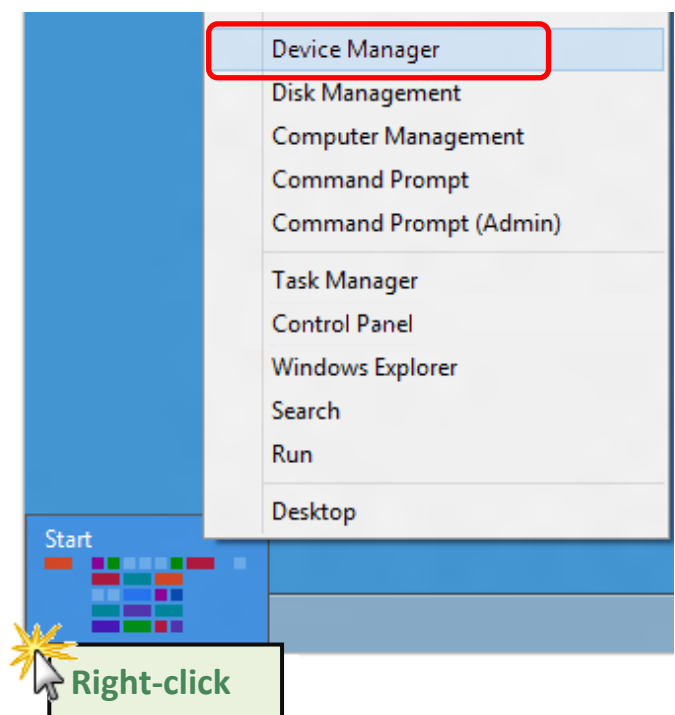 Device Manager
Disk Management
Computer Management
Command Prompt
Command Prompt (Admin)
Task Manager
Control Panel
Windows Explorer
Search
Run
Desktop
Start
Right-click